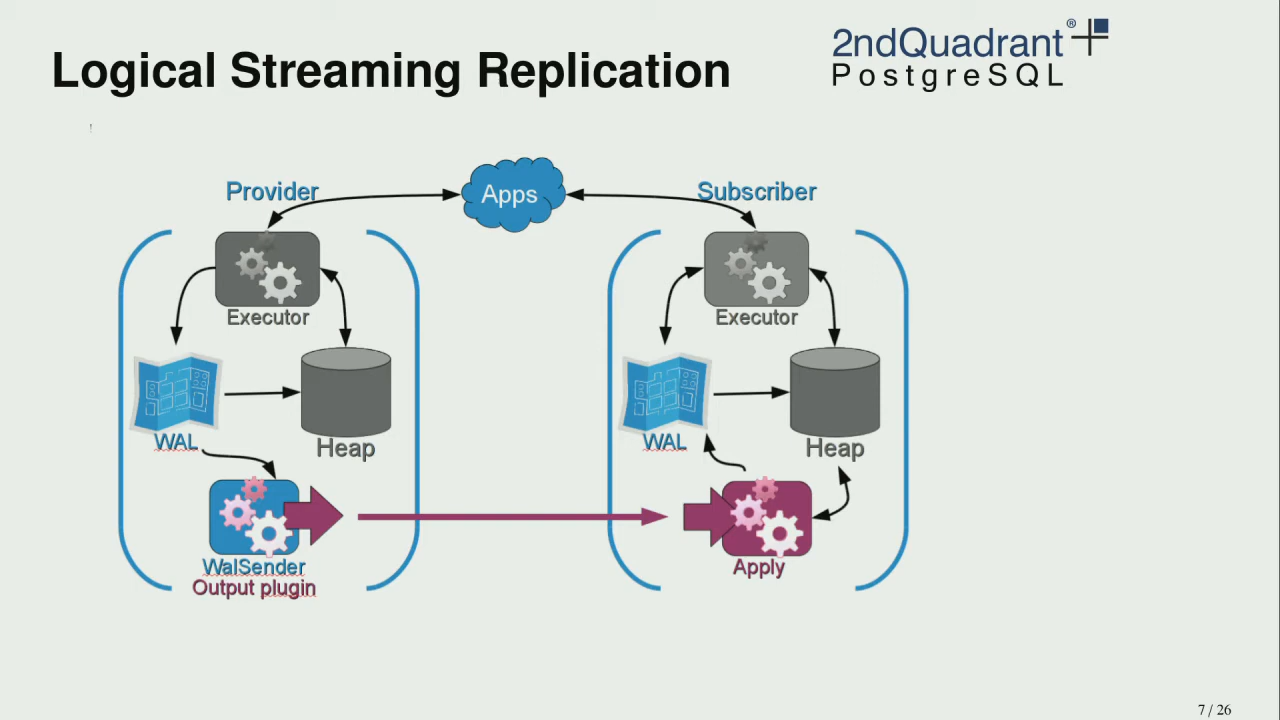 Logical Streaming Replication
2ndQuadrant®
PostgreSQL
Provider
Apps
Subscriber
Executor
Executor
WAL
Heap
WAL
Heap
WalSender
Output plugin
Apply
7 / 26